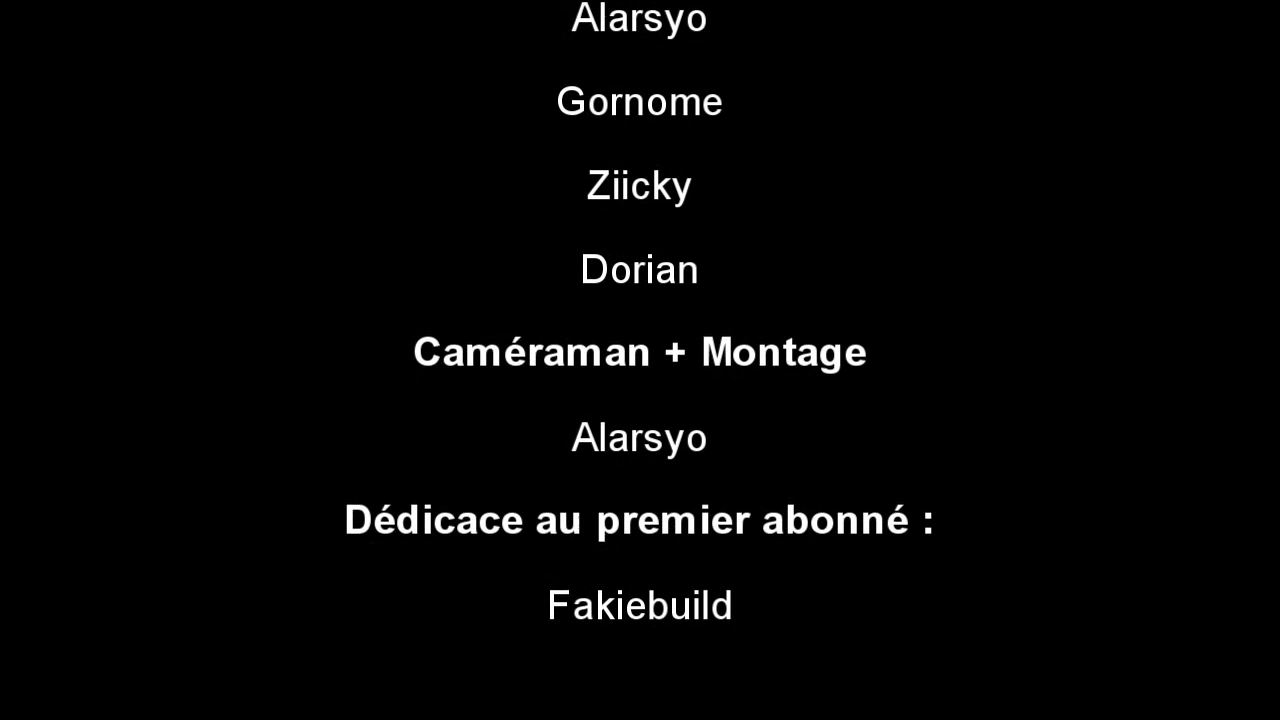 Alarsyo
Gornome
Ziicky
Dorian
Caméraman + Montage
Alarsyo
Dédicace au premier abonné :
Fakiebuild